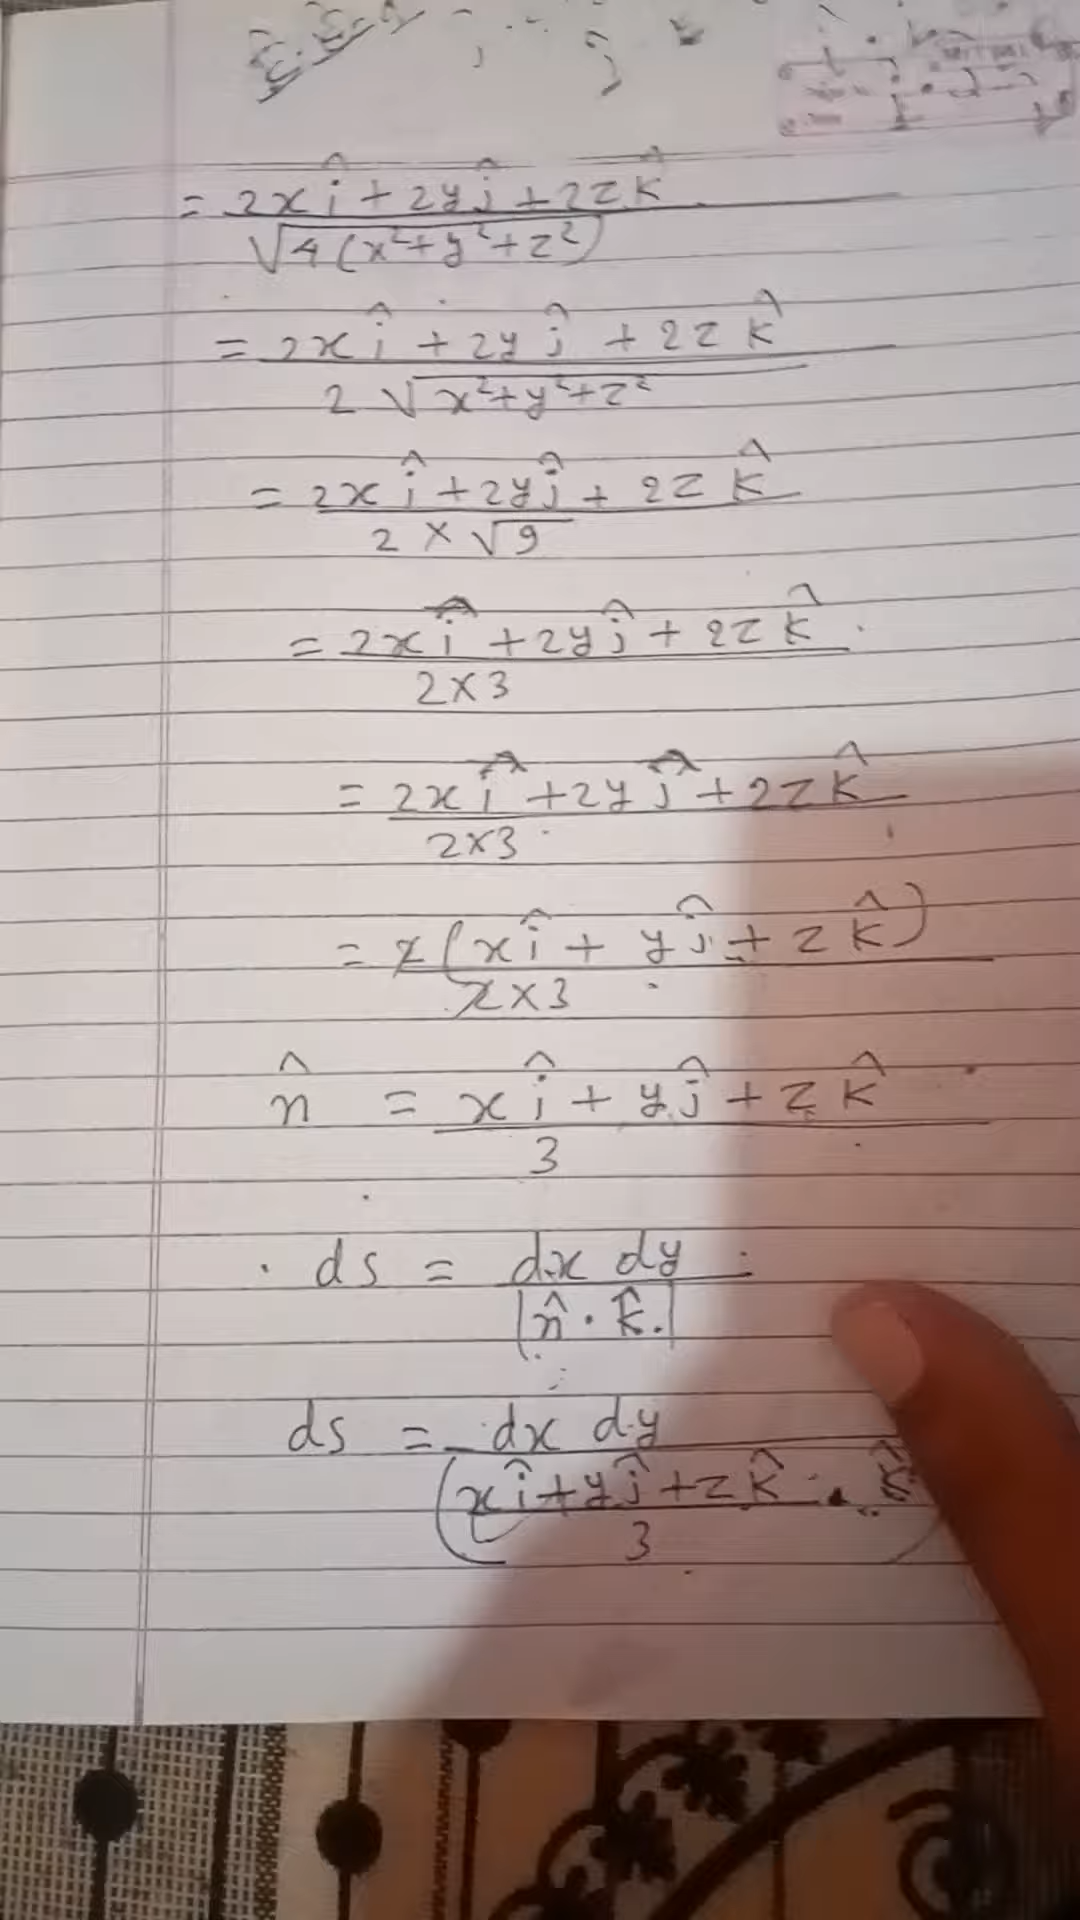 = 2x î + 2y ĵ + 2z k̂ / √4(x²+y²+z²)
= 2x î + 2y ĵ + 2z k̂ / 2 √x²+y²+z²
= 2x î + 2y ĵ + 2z k̂ / 2 × √9
= 2x î + 2y ĵ + 2z k̂ / 2×3
= 2x î + 2y ĵ + 2z k̂ / 2×3
= 2(x î + y ĵ + z k̂) / 2×3
n̂ = x î + y ĵ + z k̂ / 3
ds = dx dy / |n̂ · k̂|
ds = dx dy / (x î + y ĵ + z k̂ / 3 · k̂)